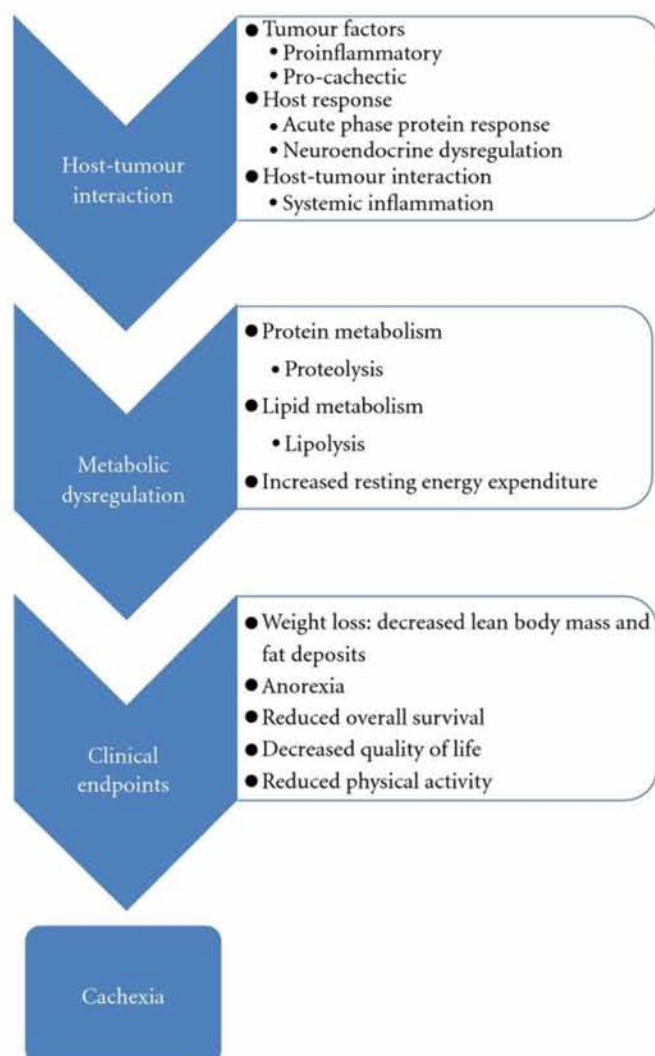 Host-tumour
interaction
● Tumour factors
• Proinflammatory
• Pro-cachectic
● Host response
• Acute phase protein response
• Neuroendocrine dysregulation
● Host-tumour interaction
• Systemic inflammation
Metabolic
dysregulation
● Protein metabolism
• Proteolysis
● Lipid metabolism
• Lipolysis
● Increased resting energy expenditure
Clinical
endpoints
● Weight loss: decreased lean body mass and
fat deposits
● Anorexia
● Reduced overall survival
● Decreased quality of life
● Reduced physical activity
Cachexia